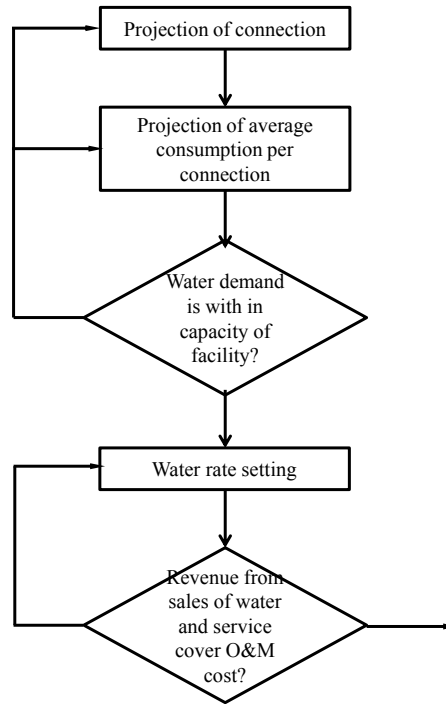 Projection of connection
Projection of average
consumption per
connection
Water demand
is with in
capacity of
facility?
Water rate setting
Revenue from
sales of water
and service
cover O&M
cost?